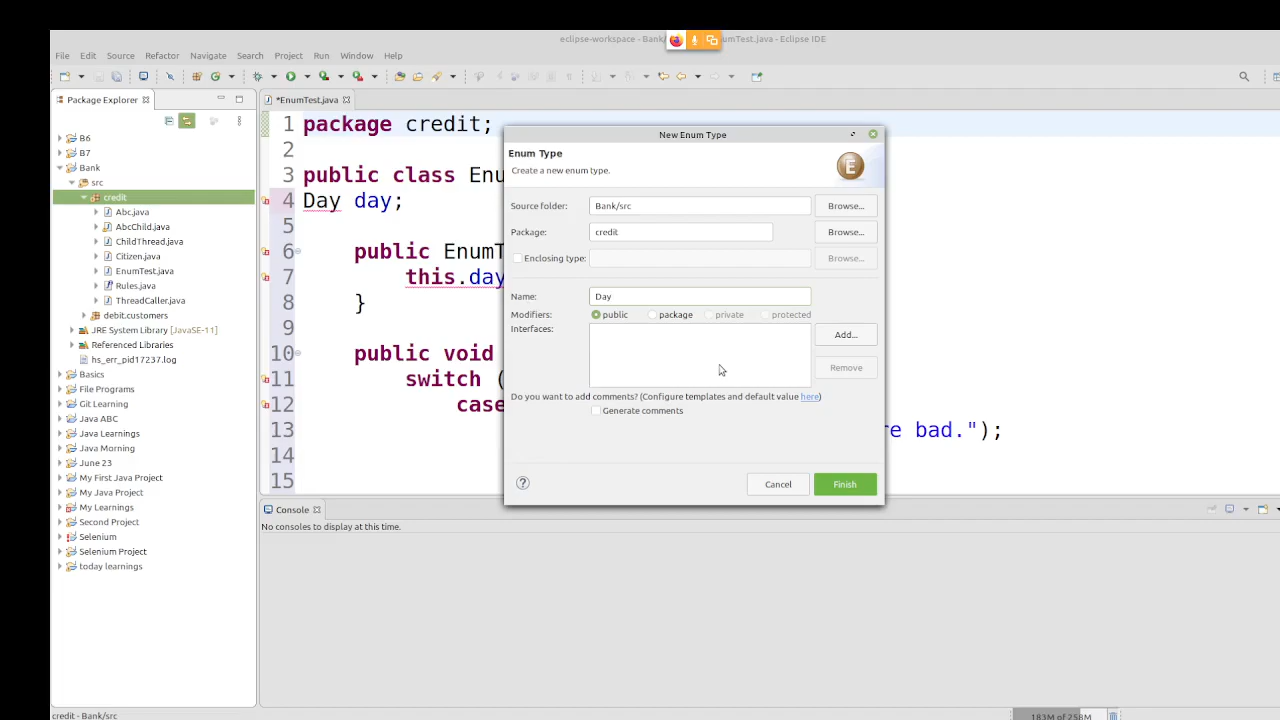 eclipse-workspace - Bank/ umTest.java - Eclipse IDE
File Edit Source Refactor Navigate Search Project Run Window Help
Package Explorer
B6
B7
Bank
src
credit
Abc.java
AbcChild.java
ChildThread.java
Citizen.java
EnumTest.java
Rules.java
ThreadCaller.java
debit.customers
JRE System Library [JavaSE-11]
Referenced Libraries
hs_err_pid17237.log
Basics
File Programs
Git Learning
Java ABC
Java Learnings
Java Morning
June 23
My First Java Project
My Java Project
My Learnings
Second Project
Selenium
Selenium Project
today learnings
*EnumTest.java
1 package credit;
2
3 public class Enu
4 Day day;
5
6 public EnumT
7 this.day
8 }
9
10 public void
11 switch (
12 case
13 re bad.");
14
15
New Enum Type
Enum Type
Create a new enum type.
E
Source folder: Bank/src Browse...
Package: credit Browse...
Enclosing type: Browse...
Name: Day
Modifiers: public package private protected
Interfaces: Add...
Remove
Do you want to add comments? (Configure templates and default value here)
Generate comments
? Cancel Finish
Console
No consoles to display at this time.
credit - Bank/src 183M of 258M